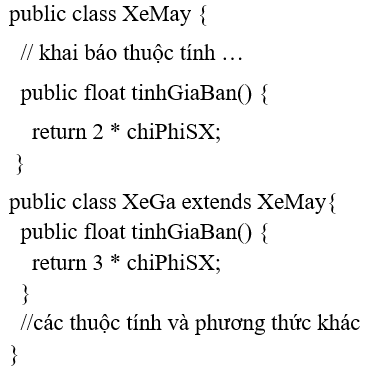 public class XeMay {
// khai báo thuộc tính …
public float tinhGiaBan() {
return 2 * chiPhiSX;
}
public class XeGa extends XeMay{
public float tinhGiaBan() {
return 3 * chiPhiSX;
}
//các thuộc tính và phương thức khác
}